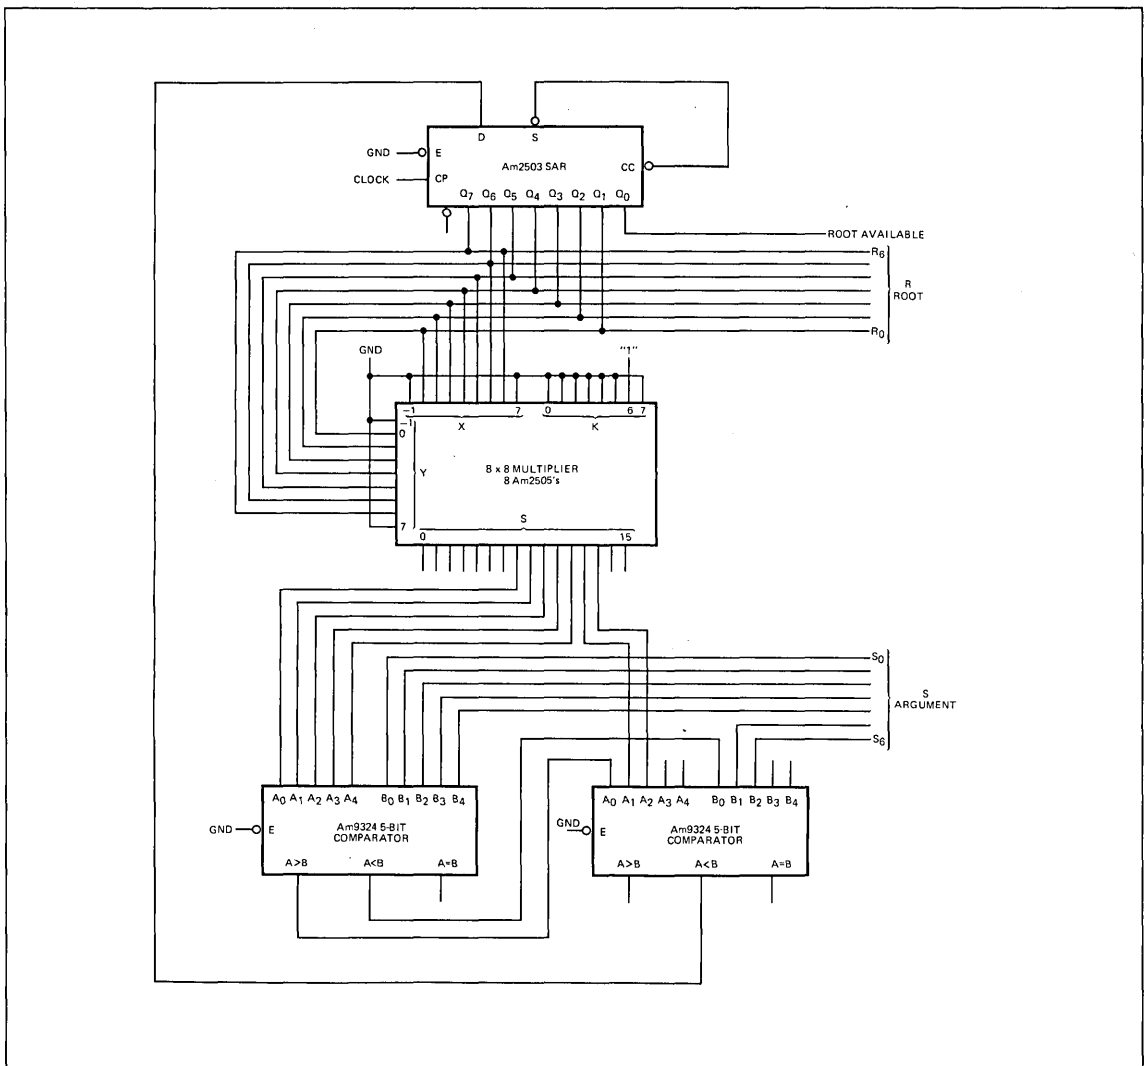 D S
GND E Am2503 SAR CC
CLOCK CP
Q7 Q6 Q5 Q4 Q3 Q2 Q1 Q0
ROOT AVAILABLE
R6
R
ROOT
R0
GND "1"
−1 7 0 6 7
X K
−1
0
Y 8 x 8 MULTIPLIER
8 Am2505's
S
7
0 15
S0
S
ARGUMENT
S6
A0 A1 A2 A3 A4 B0 B1 B2 B3 B4
GND E Am9324 5-BIT
COMPARATOR
A>B A<B A=B
A0 A1 A2 A3 A4 B0 B1 B2 B3 B4
GND E Am9324 5-BIT
COMPARATOR
A>B A<B A=B